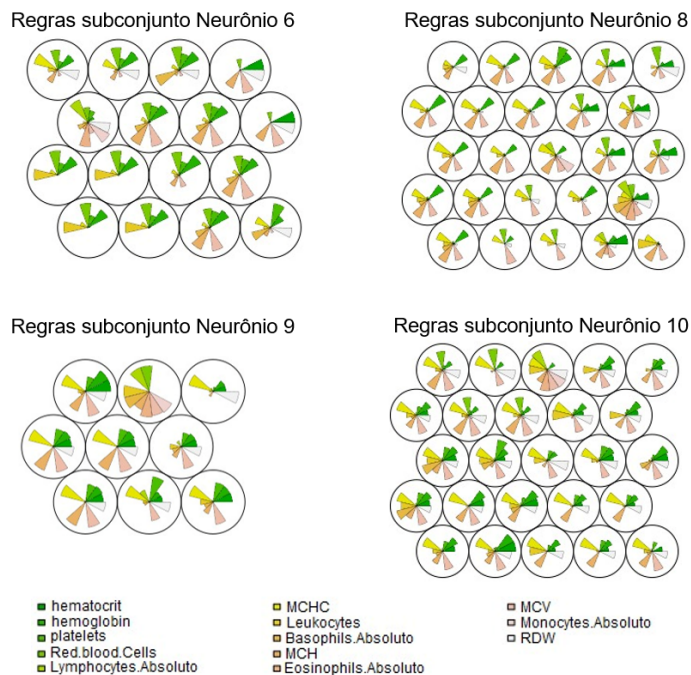 Regras subconjunto Neurônio 6
Regras subconjunto Neurônio 8
Regras subconjunto Neurônio 9
Regras subconjunto Neurônio 10
hematocrit
hemoglobin
platelets
Red.blood.Cells
Lymphocytes.Absoluto
MCHC
Leukocytes
Basophils.Absoluto
MCH
Eosinophils.Absoluto
MCV
Monocytes.Absoluto
RDW